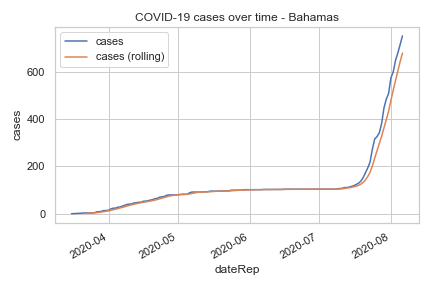 COVID-19 cases over time - Bahamas
cases
cases (rolling)
cases
600
400
200
0
2020-04
2020-05
2020-06
2020-07
2020-08
dateRep